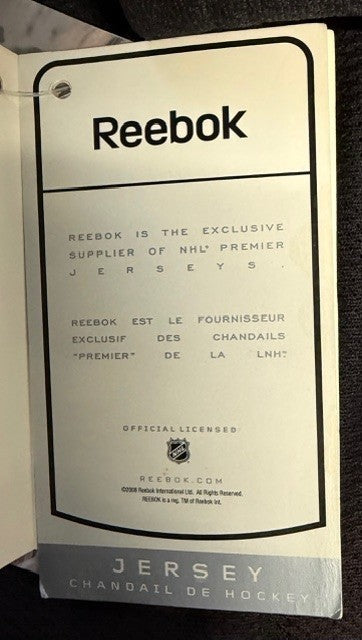 Reebok
REEBOK IS THE EXCLUSIVE
SUPPLIER OF NHL® PREMIER
JERSEYS.
REEBOK EST LE FOURNISSEUR
EXCLUSIF DES CHANDAILS
"PREMIER" DE LA LNH®
OFFICIAL LICENSED
NHL
REEBOK.COM
©2008 Reebok International Ltd. All Rights Reserved.
REEBOK is a reg. TM of Reebok Int.
JERSEY
CHANDAIL DE HOCKEY